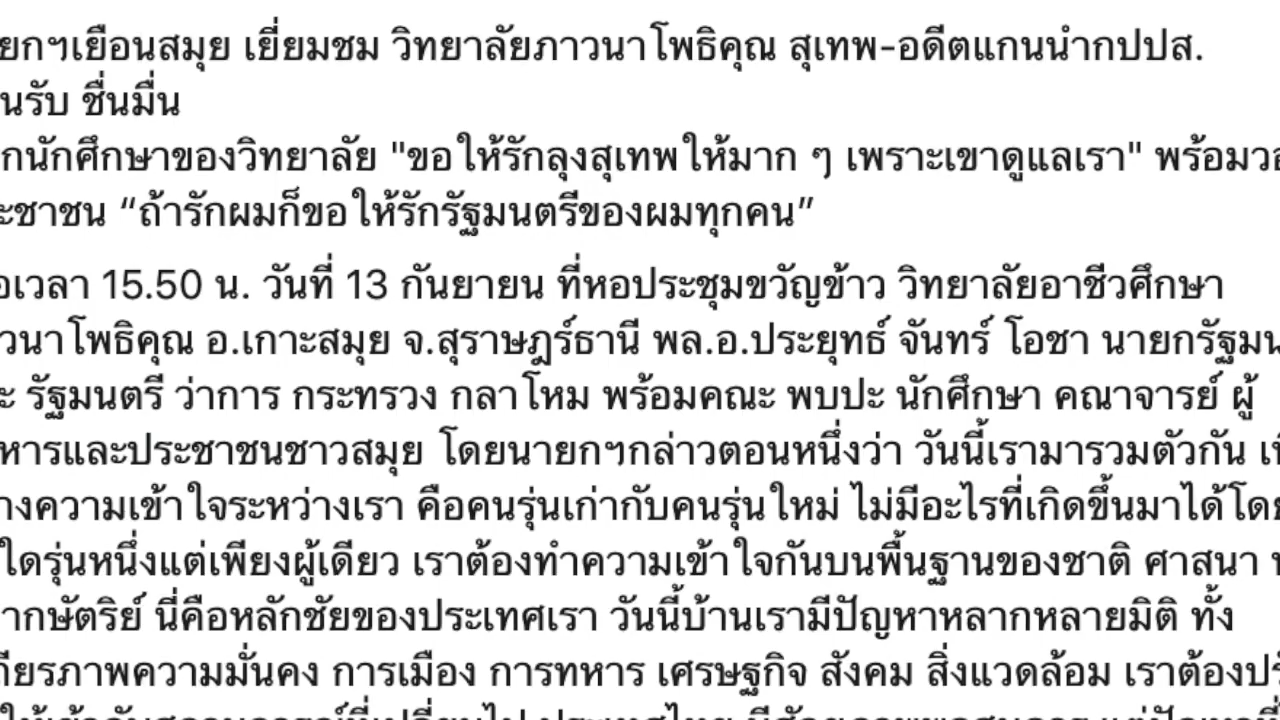 ยกฯเยือนสมุย เยี่ยมชม วิทยาลัยภาวนาโพธิคุณ สุเทพ-อดีตแกนนำกปปส.
นรับ ชื่นมื่น
กนักศึกษาของวิทยาลัย "ขอให้รักลุงสุเทพให้มาก ๆ เพราะเขาดูแลเรา" พร้อมวอ
ะชาชน “ถ้ารักผมก็ขอให้รักรัฐมนตรีของผมทุกคน”
อเวลา 15.50 น. วันที่ 13 กันยายน ที่หอประชุมขวัญข้าว วิทยาลัยอาชีวศึกษา
วนาโพธิคุณ อ.เกาะสมุย จ.สุราษฎร์ธานี พล.อ.ประยุทธ์ จันทร์ โอชา นายกรัฐมน
ะ รัฐมนตรี ว่าการ กระทรวง กลาโหม พร้อมคณะ พบปะ นักศึกษา คณาจารย์ ผู้
หารและประชาชนชาวสมุย โดยนายกฯกล่าวตอนหนึ่งว่า วันนี้เรามารวมตัวกัน เ
างความเข้าใจระหว่างเรา คือคนรุ่นเก่ากับคนรุ่นใหม่ ไม่มีอะไรที่เกิดขึ้นมาได้โดย
ใดรุ่นหนึ่งแต่เพียงผู้เดียว เราต้องทำความเข้าใจกันบนพื้นฐานของชาติ ศาสนา
ากษัตริย์ นี่คือหลักชัยของประเทศเรา วันนี้บ้านเรามีปัญหาหลากหลายมิติ ทั้ง
ถียรภาพความมั่นคง การเมือง การทหาร เศรษฐกิจ สังคม สิ่งแวดล้อม เราต้องปร